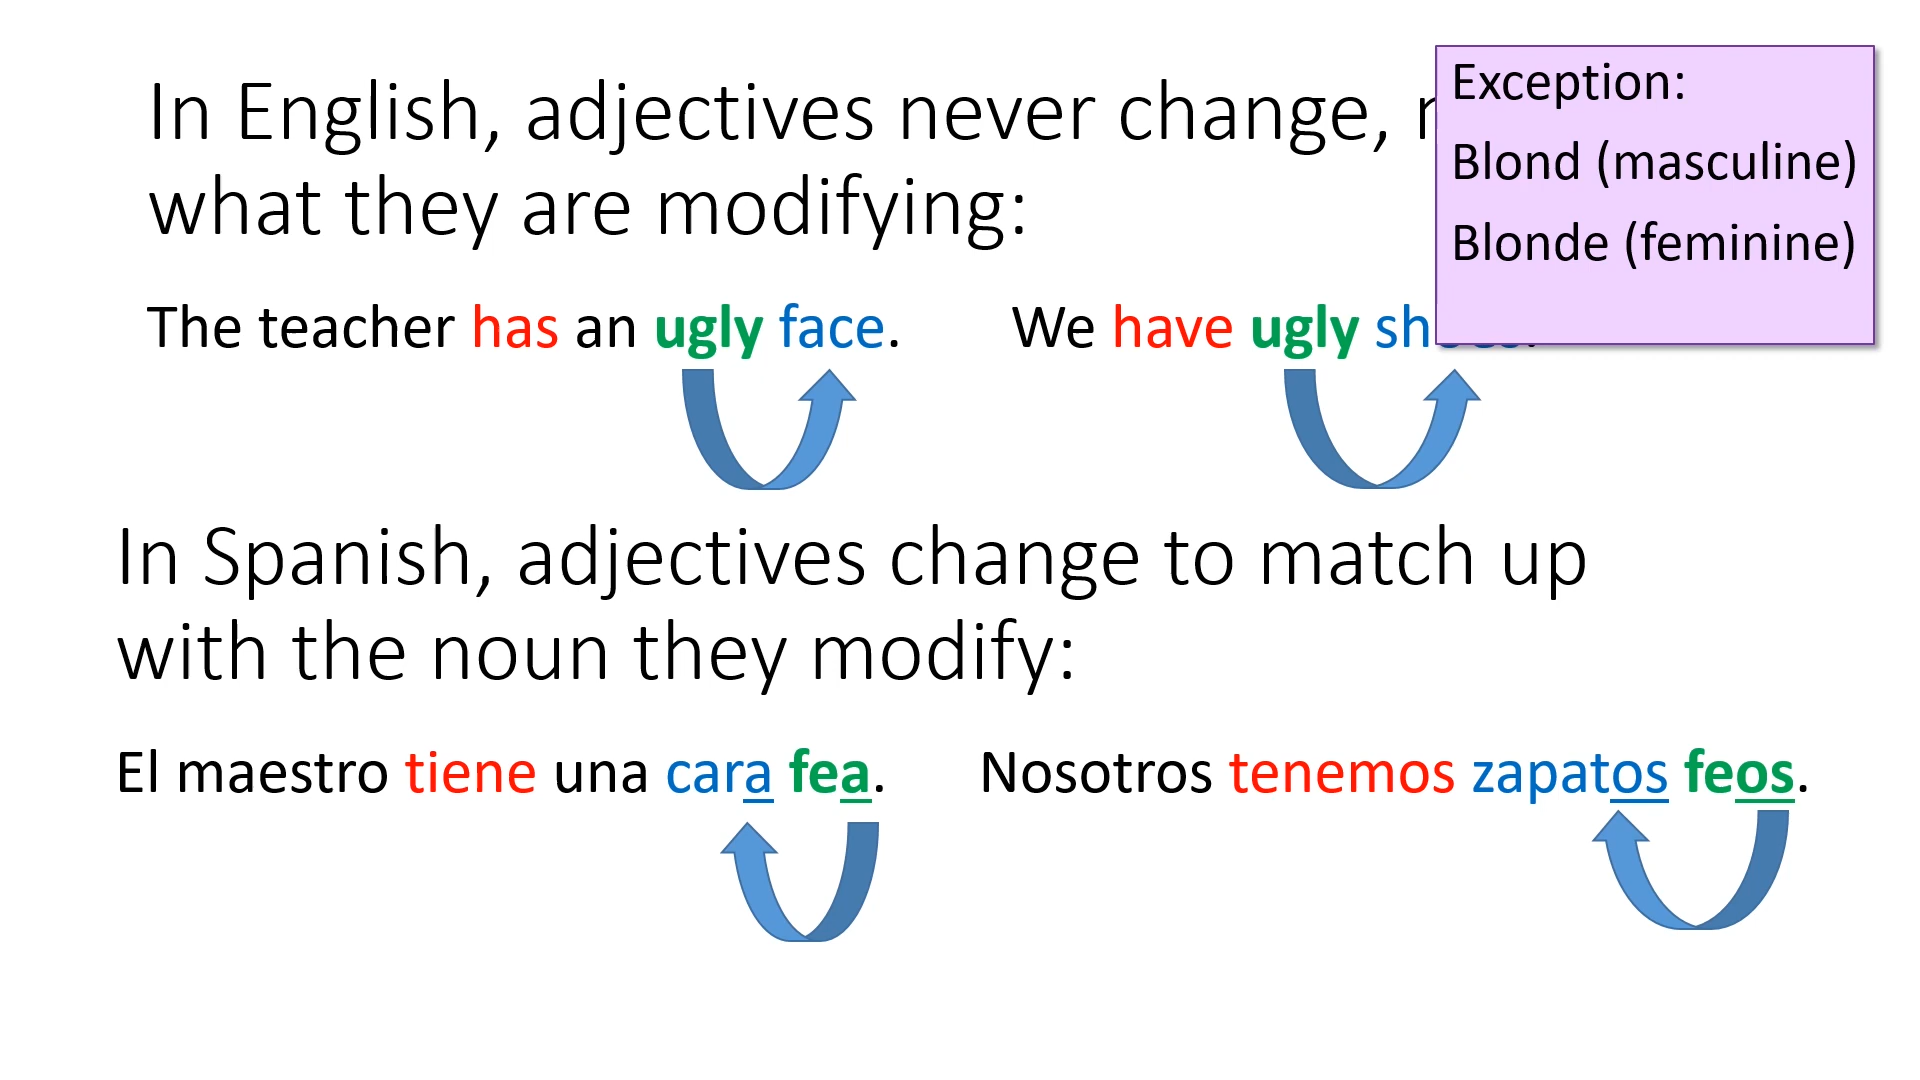 In English, adjectives never change,
what they are modifying:
Exception:
Blond (masculine)
Blonde (feminine)
The teacher has an ugly face.
We have ugly
In Spanish, adjectives change to match up
with the noun they modify:
El maestro tiene una cara fea.
Nosotros tenemos zapatos feos.